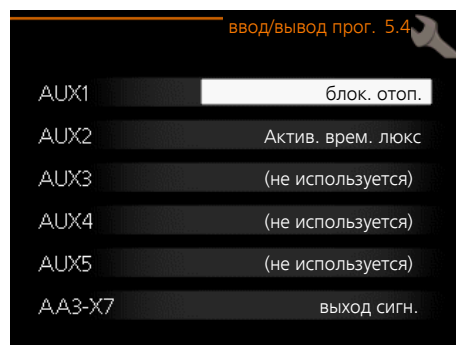 ввод/вывод прог. 5.4
AUX1 блок. отоп.
AUX2 Актив. врем. люкс
AUX3 (не используется)
AUX4 (не используется)
AUX5 (не используется)
AA3-X7 выход сигн.